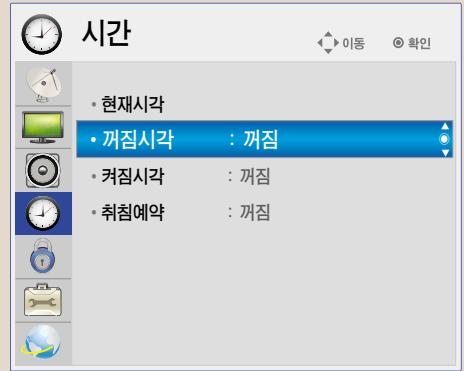 시간
이동 확인
• 현재시각
• 꺼짐시각 : 꺼짐
• 켜짐시각 : 꺼짐
• 취침예약 : 꺼짐